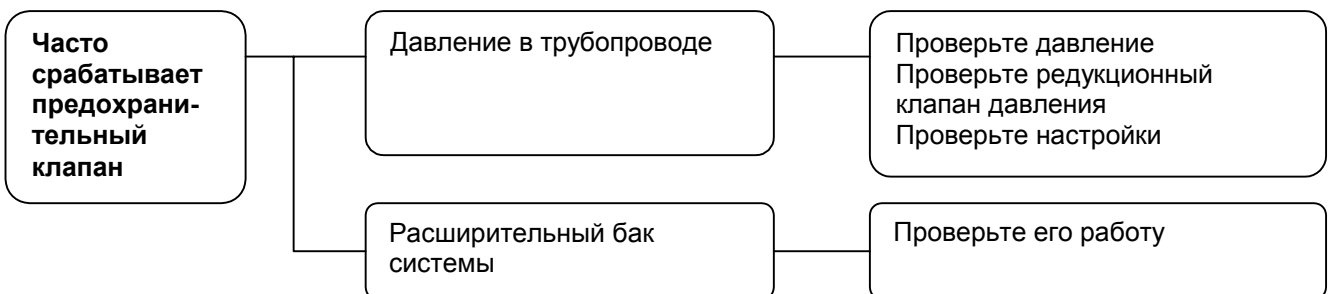 Часто
срабатывает
предохрани-
тельный
клапан
Давление в трубопроводе
Проверьте давление
Проверьте редукционный
клапан давления
Проверьте настройки
Расширительный бак
системы
Проверьте его работу